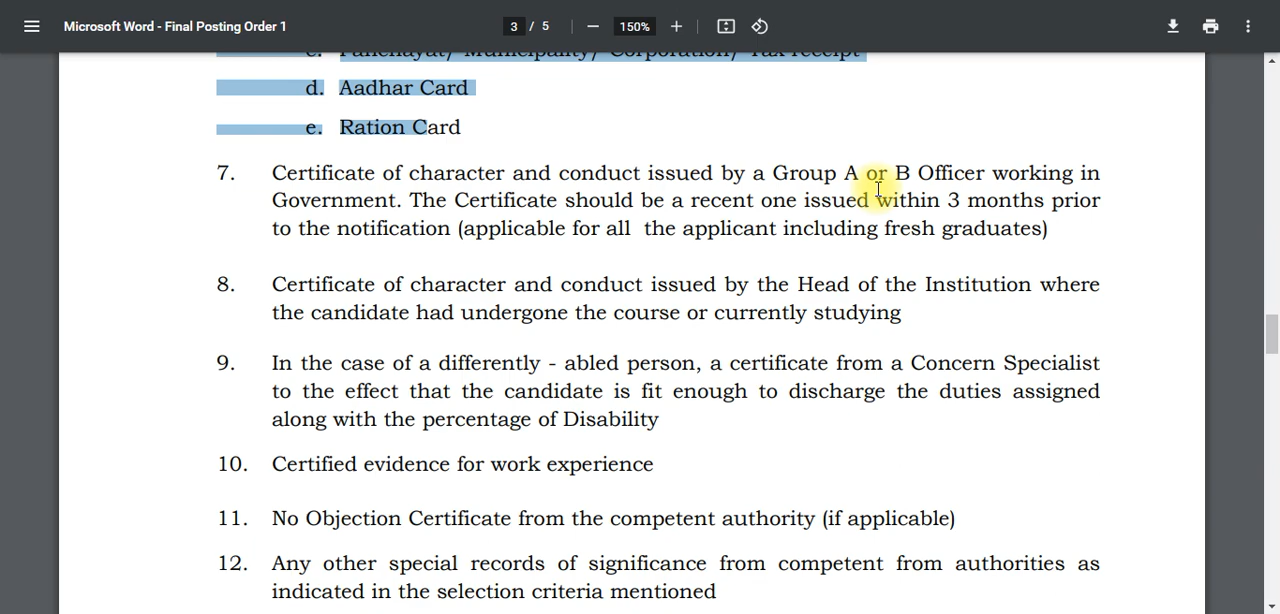 Microsoft Word - Final Posting Order 1
3 / 5
150%
c. Panchayat/ Municipality/ Corporation/ Tax receipt
d. Aadhar Card
e. Ration Card
7. Certificate of character and conduct issued by a Group A or B Officer working in
Government. The Certificate should be a recent one issued within 3 months prior
to the notification (applicable for all the applicant including fresh graduates)
8. Certificate of character and conduct issued by the Head of the Institution where
the candidate had undergone the course or currently studying
9. In the case of a differently - abled person, a certificate from a Concern Specialist
to the effect that the candidate is fit enough to discharge the duties assigned
along with the percentage of Disability
10. Certified evidence for work experience
11. No Objection Certificate from the competent authority (if applicable)
12. Any other special records of significance from competent from authorities as
indicated in the selection criteria mentioned